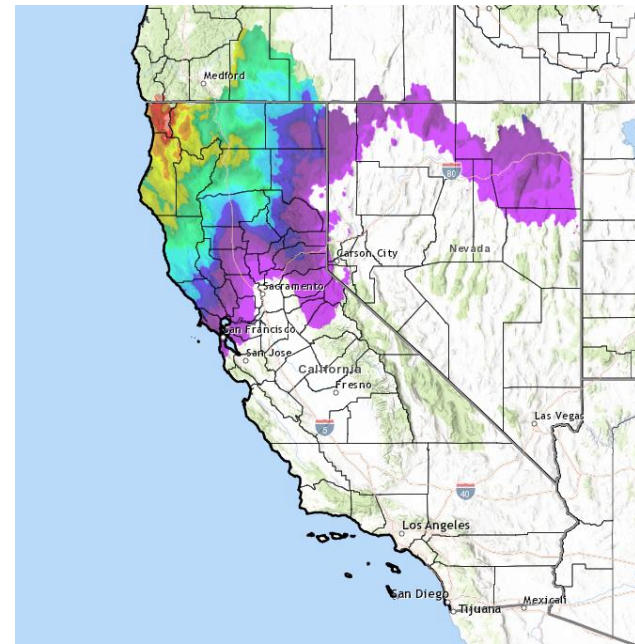 Medford
80
Carson City
Nevada
Sacramento
San Francisco
San Jose
California
Fresno
Las Vegas
5
40
Los Angeles
San Diego
Mexicali
Tijuana